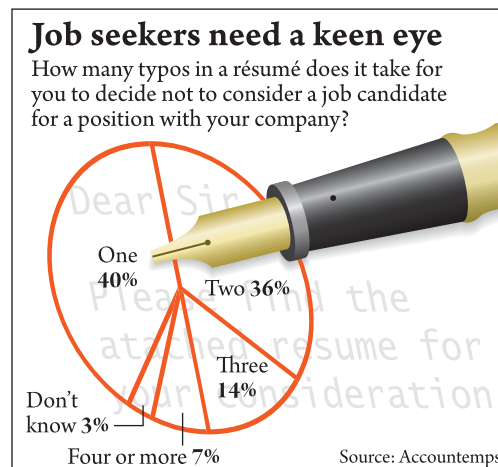 Job seekers need a keen eye
How many typos in a résumé does it take for
you to decide not to consider a job candidate
for a position with your company?
Dear Sir
One
40%
Please find the
Two 36%
atached resume for
Three
14%
your consideration
Don't
know 3%
Four or more 7%
Source: Accountemps